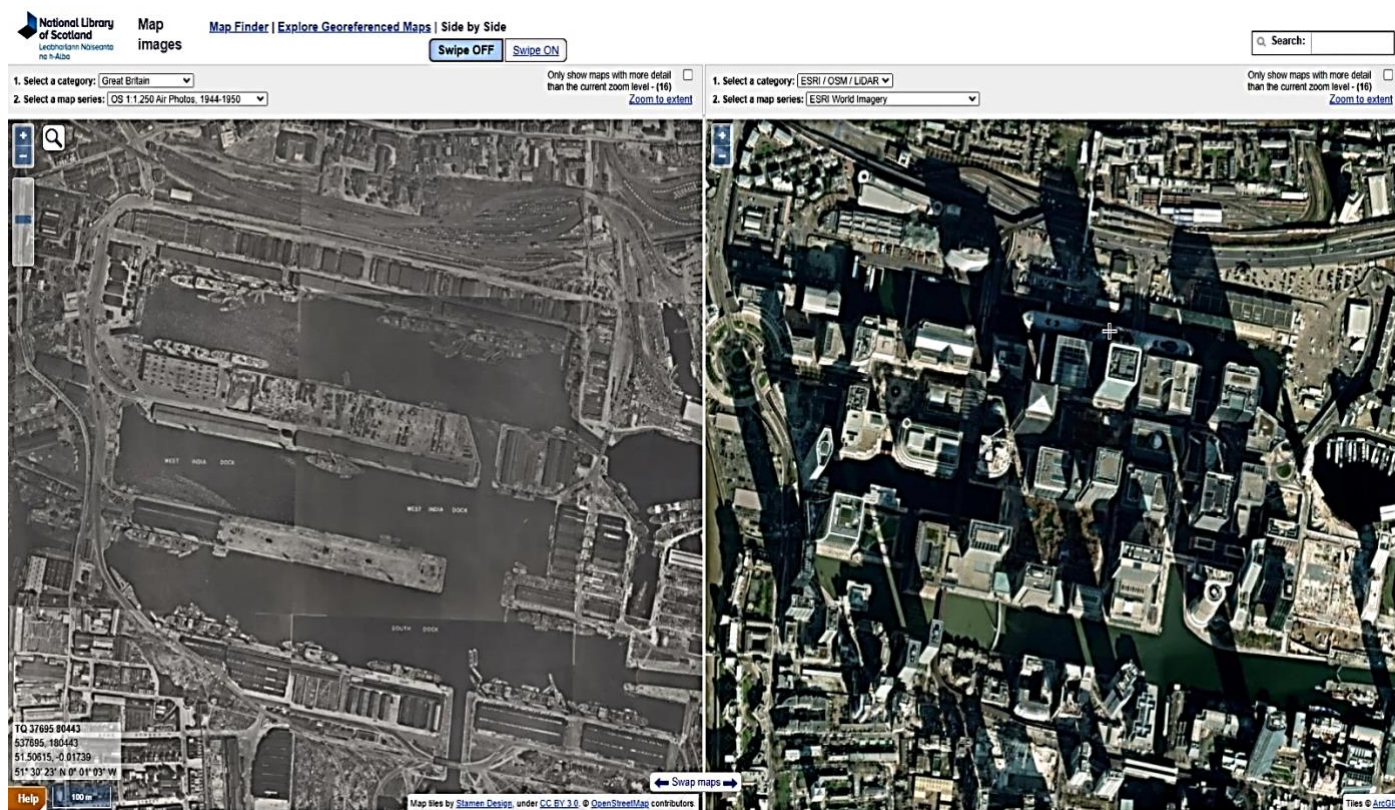 National Library
of Scotland
Leabharlann Nàiseanta
na h-Alba
Map
images
Map Finder | Explore Georeferenced Maps | Side by Side
Swipe OFF
Swipe ON
Search:
1. Select a category: Great Britain
2. Select a map series: OS 1:1,250 Air Photos, 1944-1950
Only show maps with more detail
than the current zoom level - (16)
Zoom to extent
1. Select a category: ESRI / OSM / LiDAR
2. Select a map series: ESRI World Imagery
Only show maps with more detail
than the current zoom level - (16)
Zoom to extent
+
−
+
−
WEST INDIA DOCK
WEST INDIA DOCK
SOUTH DOCK
TQ 37695 80443
537695, 180443
51.50615, -0.01739
51° 30' 23" N 0° 01' 03" W
Swap maps
Help
100 m
Map tiles by Stamen Design, under CC BY 3.0. © OpenStreetMap contributors.
Tiles © ArcGI